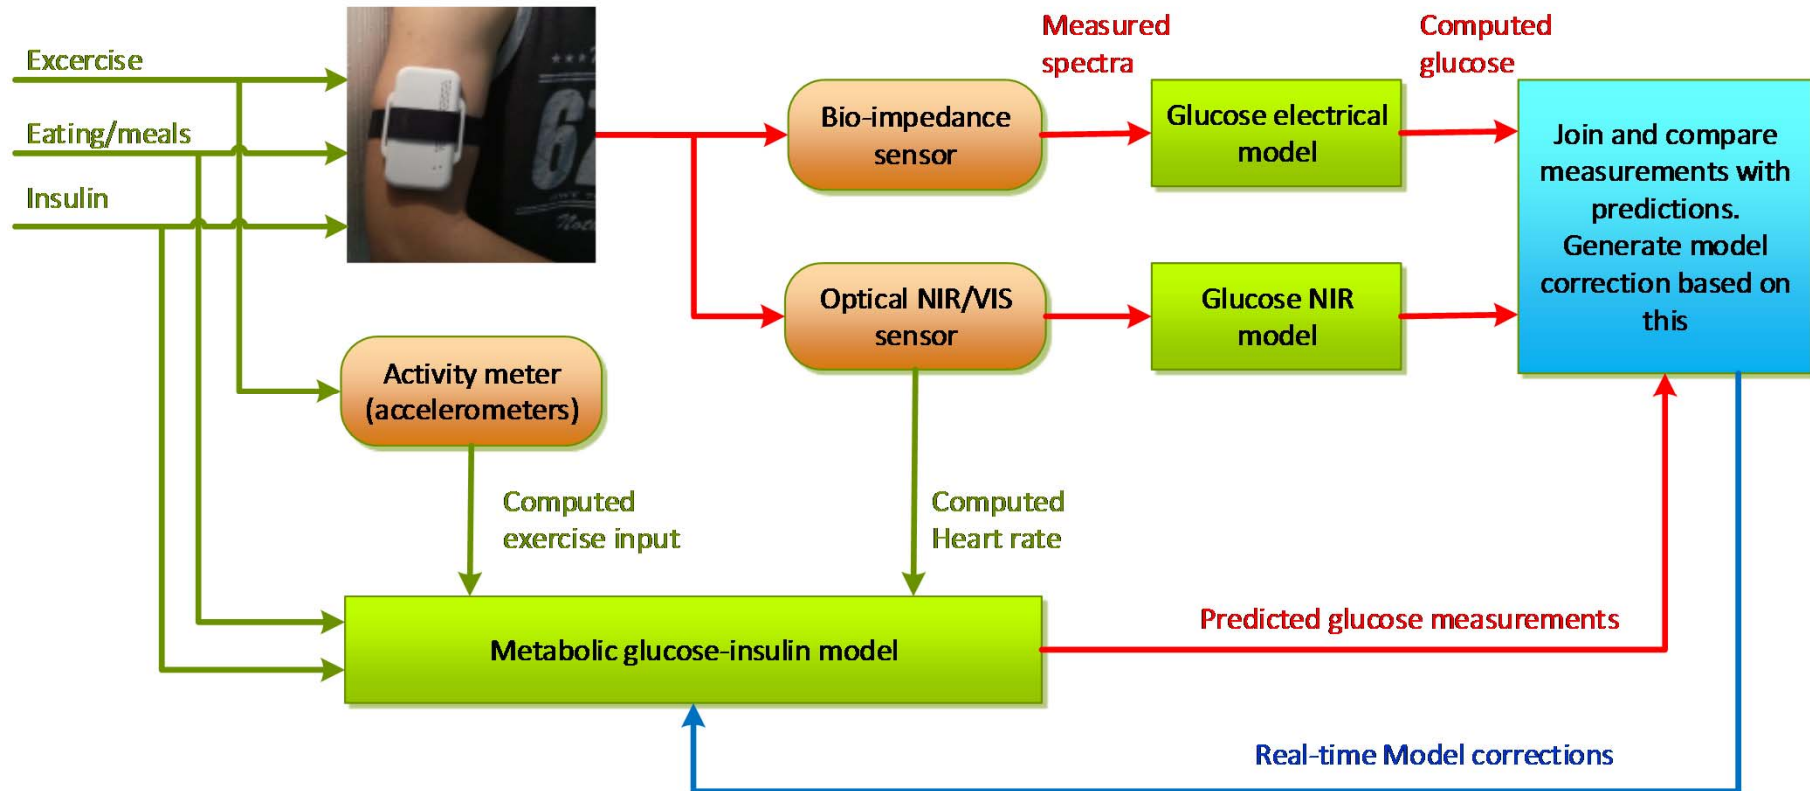 Excercise
Eating/meals
Insulin
62
Measured
spectra
Computed
glucose
Bio-impedance
sensor
Glucose electrical
model
Join and compare
measurements with
predictions.
Generate model
correction based on
this
Optical NIR/VIS
sensor
Glucose NIR
model
Activity meter
(accelerometers)
Computed
exercise input
Computed
Heart rate
Metabolic glucose-insulin model
Predicted glucose measurements
Real-time Model corrections